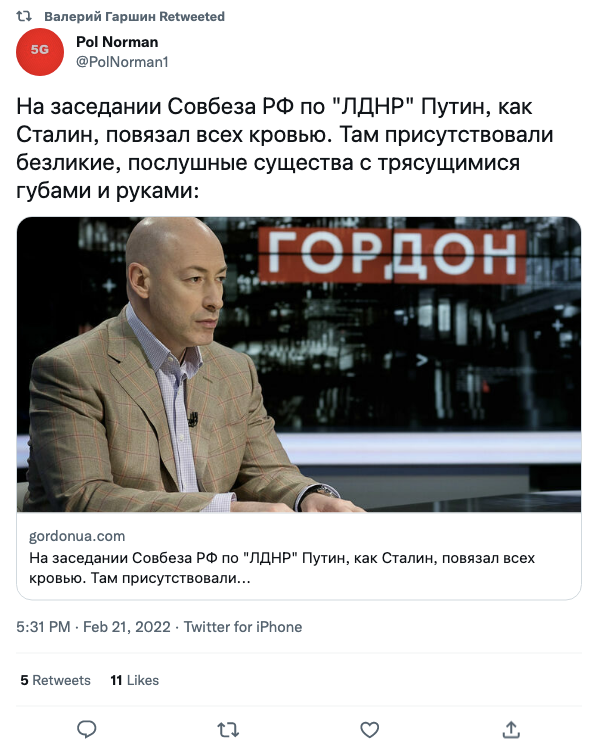 Валерий Гаршин Retweeted
5G
Pol Norman
@PolNorman1
На заседании Совбеза РФ по "ЛДНР" Путин, как
Сталин, повязал всех кровью. Там присутствовали
безликие, послушные существа с трясущимися
губами и руками:
ГОРДОН
gordonua.com
На заседании Совбеза РФ по "ЛДНР" Путин, как Сталин, повязал всех
кровью. Там присутствовали...
5:31 PM · Feb 21, 2022 · Twitter for iPhone
5 Retweets 11 Likes